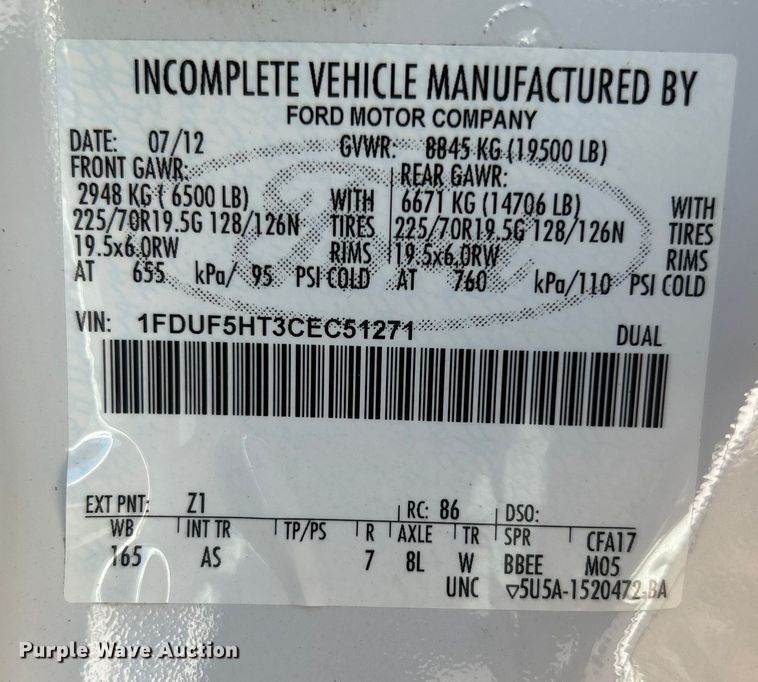 INCOMPLETE VEHICLE MANUFACTURED BY
FORD MOTOR COMPANY
DATE: 07/12 GVWR: 8845 KG (19500 LB)
FRONT GAWR: REAR GAWR:
2948 KG ( 6500 LB) WITH 6671 KG (14706 LB) WITH
225/70R19.5G 128/126N TIRES 225/70R19.5G 128/126N TIRES
19.5x6.0RW RIMS 19.5x6.0RW RIMS
AT 655 kPa/ 95 PSI COLD AT 760 kPa/110 PSI COLD
VIN: 1FDUF5HT3CEC51271 DUAL
EXT PNT: Z1 RC: 86 DSO:
WB INT TR TP/PS R AXLE TR SPR CFA17
165 AS 7 8L W BBEE M05
UNC ▽5U5A-1520472-BA
Purple Wave Auction